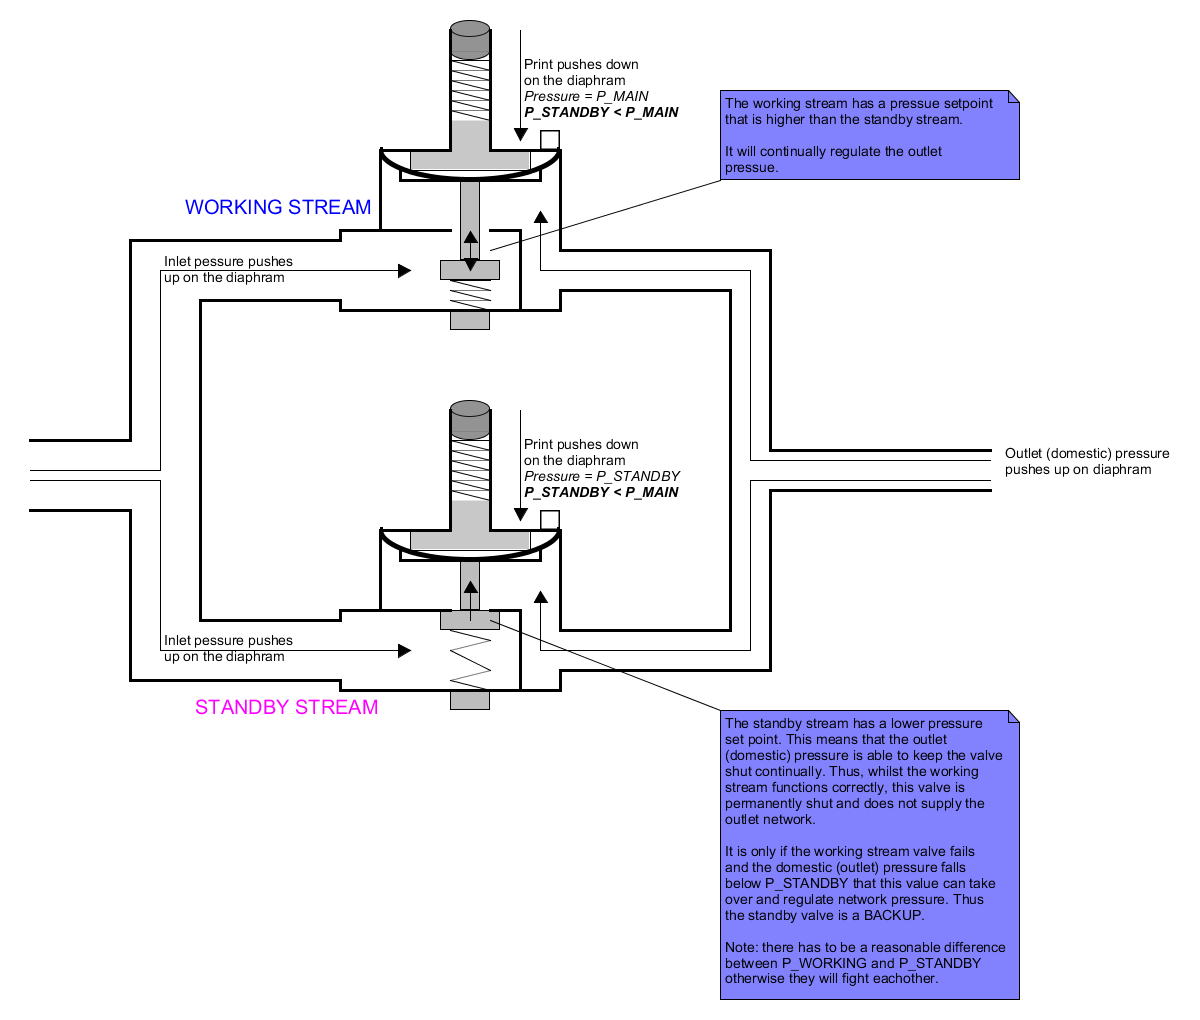 Print pushes down
on the diaphram
Pressure = P_MAIN
P_STANDBY < P_MAIN
The working stream has a pressue setpoint
that is higher than the standby stream.
It will continually regulate the outlet
pressue.
WORKING STREAM
Inlet pessure pushes
up on the diaphram
Print pushes down
on the diaphram
Pressure = P_STANDBY
P_STANDBY < P_MAIN
Outlet (domestic) pressure
pushes up on diaphram
Inlet pessure pushes
up on the diaphram
STANDBY STREAM
The standby stream has a lower pressure
set point. This means that the outlet
(domestic) pressure is able to keep the valve
shut continually. Thus, whilst the working
stream functions correctly, this valve is
permanently shut and does not supply the
outlet network.
It is only if the working stream valve fails
and the domestic (outlet) pressure falls
below P_STANDBY that this value can take
over and regulate network pressure. Thus
the standby valve is a BACKUP.
Note: there has to be a reasonable difference
between P_WORKING and P_STANDBY
otherwise they will fight eachother.